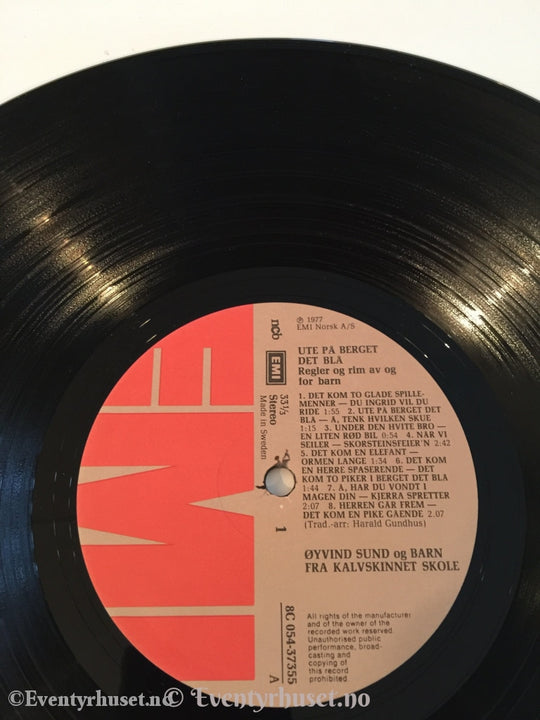 ℗ 1977
EMI Norsk A/S
ncb
EMI
33⅓
Stereo
Made in Sweden
UTE PÅ BERGET
DET BLÅ
Regler og rim av og
for barn
1. DET KOM TO GLADE SPILLE-
MENNER — DU INGRID VIL DU
RIDE 1:55 2. UTE PÅ BERGET DET
BLÅ — Å, TENK HVILKEN SKUE
1:15 3. UNDER DEN HVITE BRO —
EN LITEN RØD BIL 0:54 4. NÅR VI
SEILER — SKORSTEINSFEIER'N 2:42
5. DET KOM EN ELEFANT —
ORMEN LANGE 1:34 6. DET KOM
EN HERRE SPASERENDE — DET
KOM TO PIKER I BERGET DET BLÅ
1:44 7. Å, HAR DU VONDT I
MAGEN DIN — KJERRA SPRETTER
2:07 8. HERREN GÅR FREM —
DET KOM EN PIKE GÅENDE 2.07
(Trad.-arr: Harald Gundhus)
1
ØYVIND SUND og BARN
FRA KALVSKINNET SKOLE
8C 054-37355
A
All rights of the manufacturer
and of the owner of the
recorded work reserved.
Unauthorised public
performance, broad-
casting and
copying of
this record
prohibited.
EMI
©Eventyrhuset.no
© Eventyrhuset.no